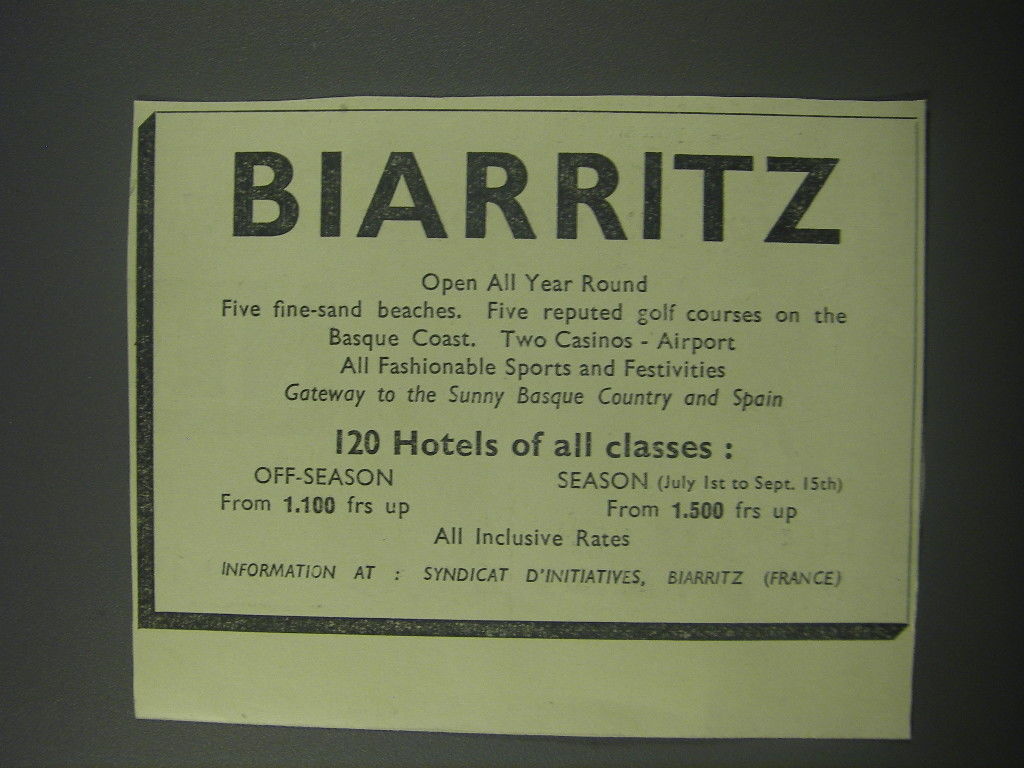 BIARRITZ
Open All Year Round
Five fine-sand beaches. Five reputed golf courses on the
Basque Coast. Two Casinos - Airport
All Fashionable Sports and Festivities
Gateway to the Sunny Basque Country and Spain
120 Hotels of all classes :
OFF-SEASON SEASON (July 1st to Sept. 15th)
From 1.100 frs up From 1.500 frs up
All Inclusive Rates
INFORMATION AT : SYNDICAT D'INITIATIVES, BIARRITZ (FRANCE)